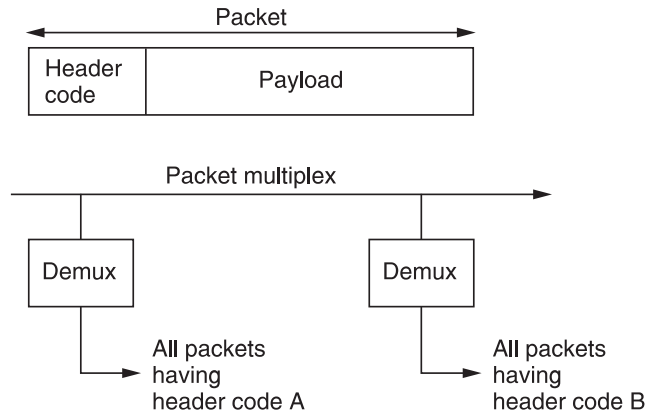 Packet
Header
code
Payload
Packet multiplex
Demux
Demux
All packets
having
header code A
All packets
having
header code B